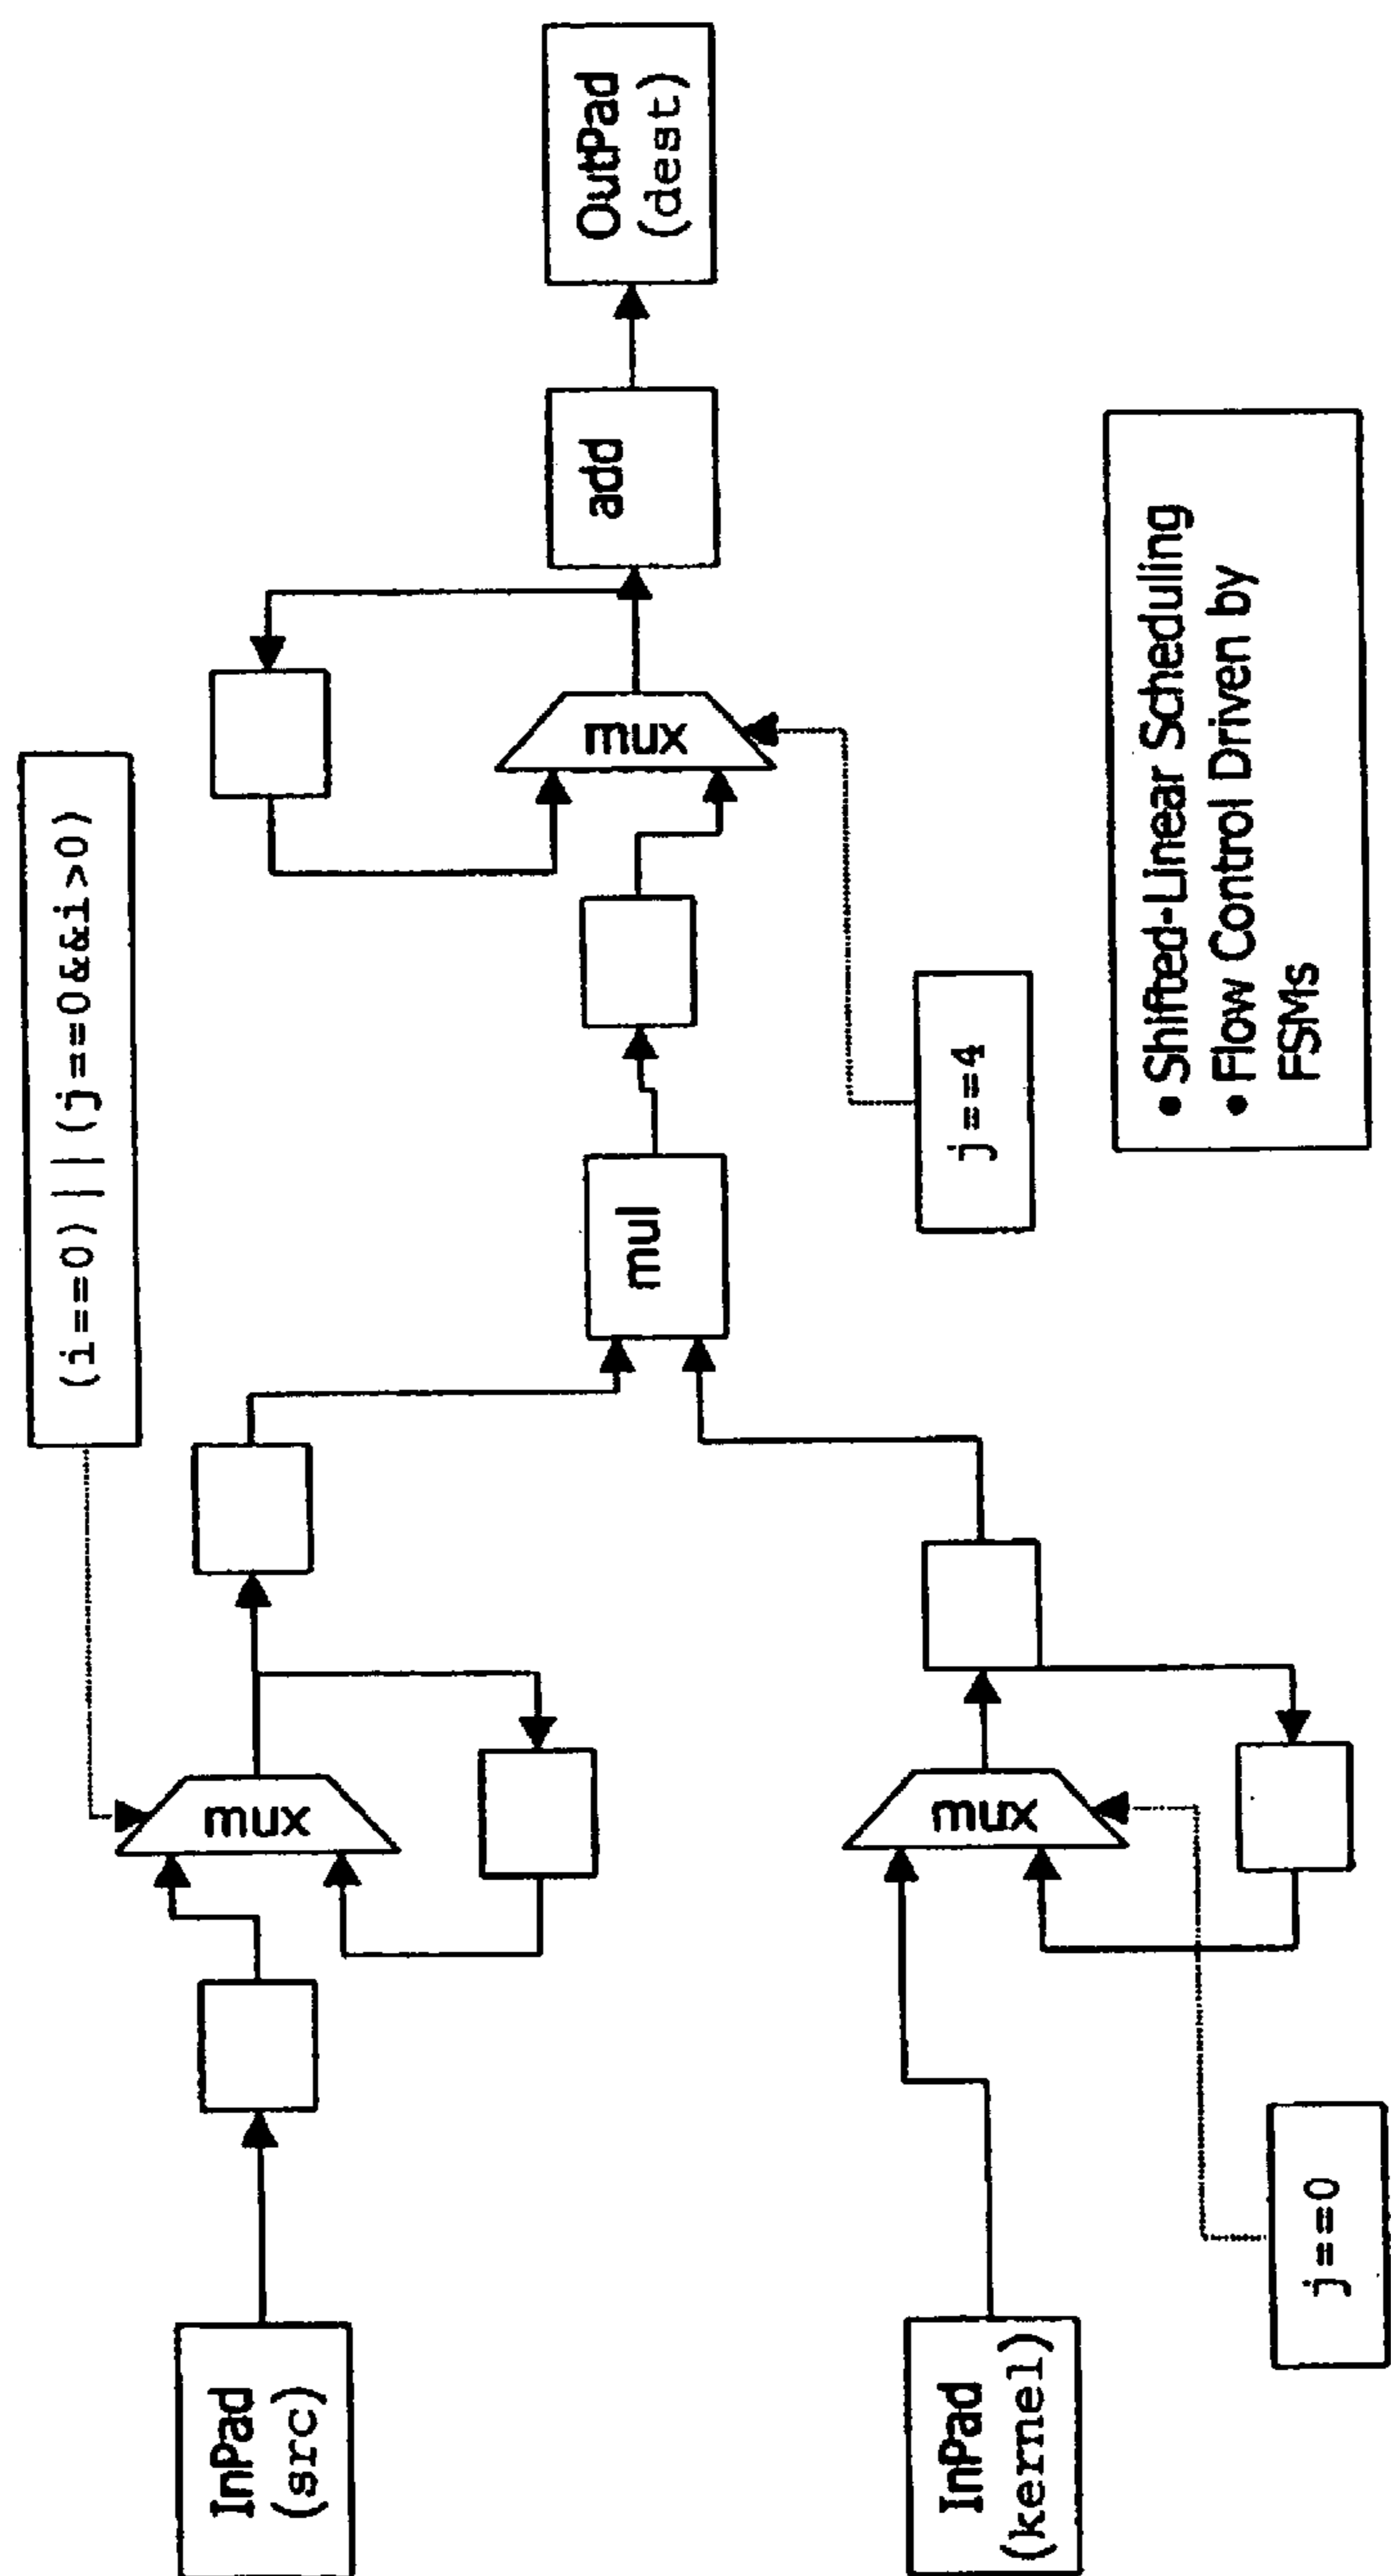 (i==0)||(j==0&&i>0)
InPad
(src)
mux
mul
mux
add
OutPad
(dest)
InPad
(kernel)
mux
j==0
j==4
• Shifted-Linear Scheduling
• Flow Control Driven by
FSMs